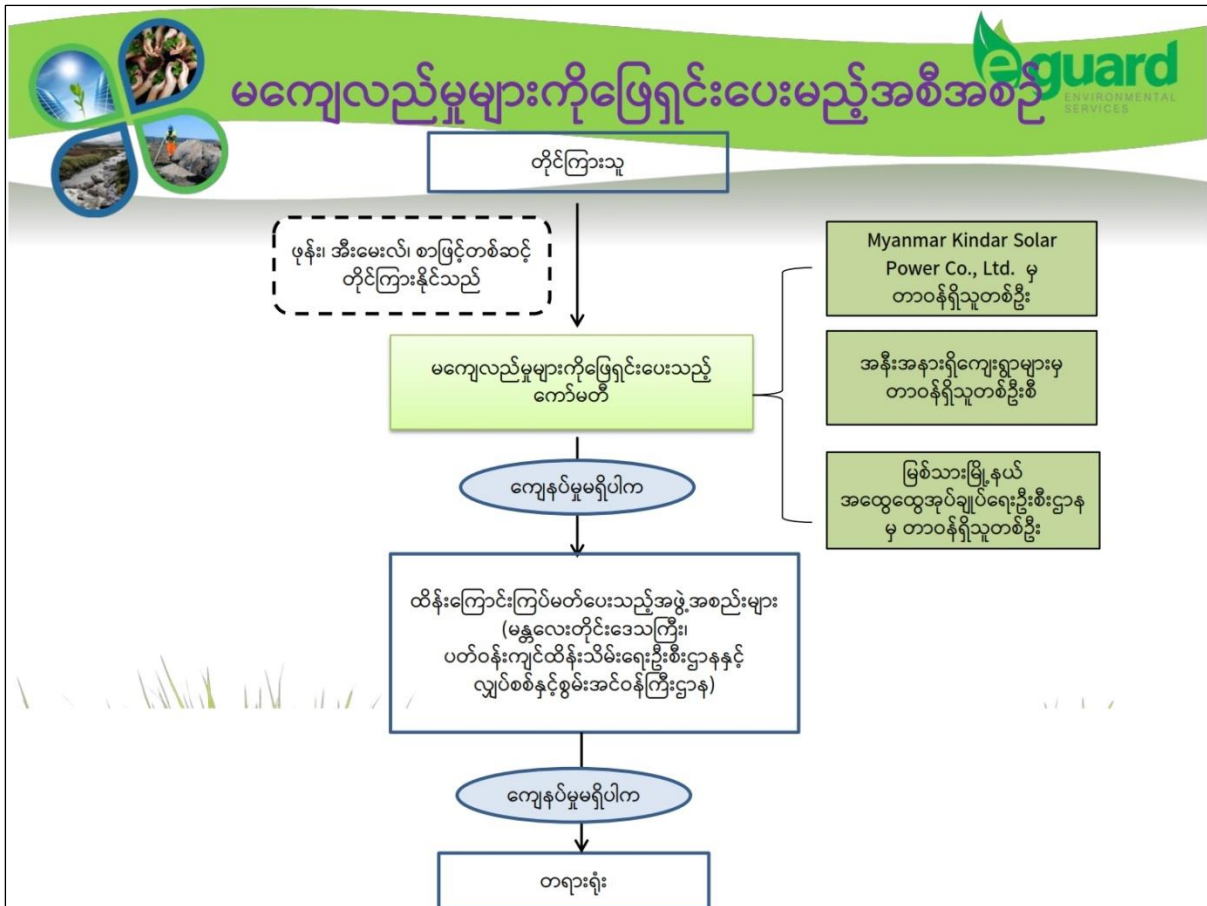 eguard
ENVIRONMENTAL
SERVICES
မကျေလည်မှုများကိုဖြေရှင်းပေးမည့်အစီအစဉ်
တိုင်ကြားသူ
ဖုန်း၊ အီးမေးလ်၊ စာဖြင့်တစ်ဆင့်
တိုင်ကြားနိုင်သည်
မကျေလည်မှုများကိုဖြေရှင်းပေးသည့်
ကော်မတီ
Myanmar Kindar Solar
Power Co., Ltd. မှ
တာဝန်ရှိသူတစ်ဦး
အနီးအနားရှိကျေးရွာများမှ
တာဝန်ရှိသူတစ်ဦးစီ
မြစ်သားမြို့နယ်
အထွေထွေအုပ်ချုပ်ရေးဦးစီးဌာန
မှ တာဝန်ရှိသူတစ်ဦး
ကျေနပ်မှုမရှိပါက
ထိန်းကြောင်းကြပ်မတ်ပေးသည့်အဖွဲ့အစည်းများ
(မန္တလေးတိုင်းဒေသကြီး၊
ပတ်ဝန်းကျင်ထိန်းသိမ်းရေးဦးစီးဌာနနှင့်
လျှပ်စစ်နှင့်စွမ်းအင်ဝန်ကြီးဌာန)
ကျေနပ်မှုမရှိပါက
တရားရုံး